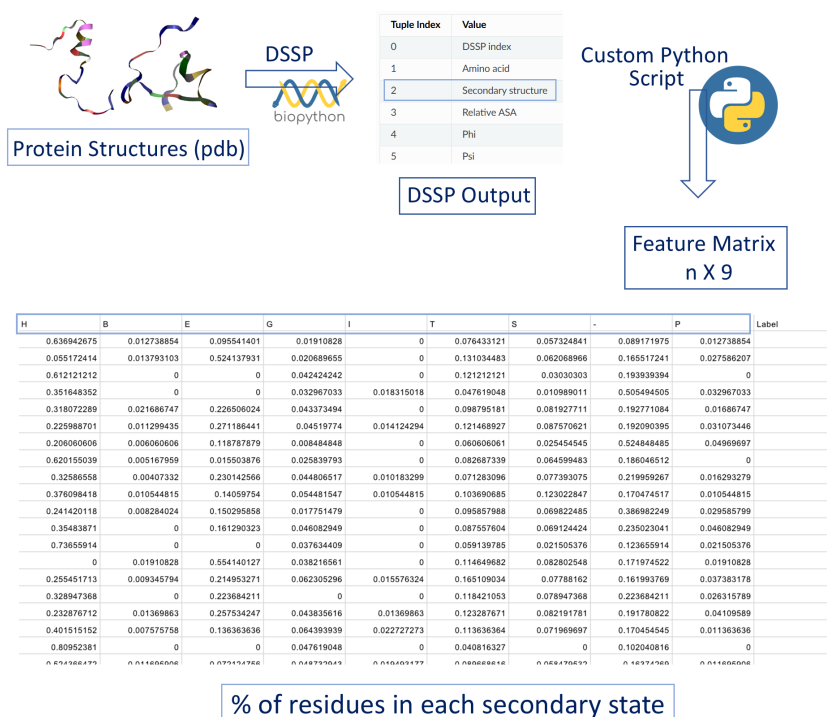 DSSP
biopython
Protein Structures (pdb)
Tuple Index Value
0 DSSP index
1 Amino acid
2 Secondary structure
3 Relative ASA
4 Phi
5 Psi
DSSP Output
Custom Python
Script
Feature Matrix
n X 9
H B E G I T S - P Label
0.636942675 0.012738854 0.095541401 0.01910828 0 0.076433121 0.057324841 0.089171975 0.012738854
0.055172414 0.013793103 0.524137931 0.020689655 0 0.131034483 0.062068966 0.165517241 0.027586207
0.612121212 0 0 0.042424242 0 0.121212121 0.03030303 0.193939394 0
0.351648352 0 0 0.032967033 0.018315018 0.047619048 0.010989011 0.505494505 0.032967033
0.318072289 0.021686747 0.226506024 0.043373494 0 0.098795181 0.081927711 0.192771084 0.01686747
0.225988701 0.011299435 0.271186441 0.04519774 0.014124294 0.121468927 0.087570621 0.192090395 0.031073446
0.206060606 0.006060606 0.118787879 0.008484848 0 0.060606061 0.025454545 0.524848485 0.04969697
0.620155039 0.005167959 0.015503876 0.025839793 0 0.082687339 0.064599483 0.186046512 0
0.32586558 0.00407332 0.230142566 0.044806517 0.010183299 0.071283096 0.077393075 0.219959267 0.016293279
0.376098418 0.010544815 0.14059754 0.054481547 0.010544815 0.103690685 0.123022847 0.170474517 0.010544815
0.241420118 0.008284024 0.150295858 0.017751479 0 0.095857988 0.069822485 0.386982249 0.029585799
0.35483871 0 0.161290323 0.046082949 0 0.087557604 0.069124424 0.235023041 0.046082949
0.73655914 0 0 0.037634409 0 0.059139785 0.021505376 0.123655914 0.021505376
0 0.01910828 0.554140127 0.038216561 0 0.114649682 0.082802548 0.171974522 0.01910828
0.255451713 0.009345794 0.214953271 0.062305296 0.015576324 0.165109034 0.07788162 0.161993769 0.037383178
0.328947368 0 0.223684211 0 0 0.118421053 0.078947368 0.223684211 0.026315789
0.232876712 0.01369863 0.257534247 0.043835616 0.01369863 0.123287671 0.082191781 0.191780822 0.04109589
0.401515152 0.007575758 0.136363636 0.064393939 0.022727273 0.113636364 0.071969697 0.170454545 0.011363636
0.80952381 0 0 0.047619048 0 0.040816327 0 0.102040816 0
% of residues in each secondary state